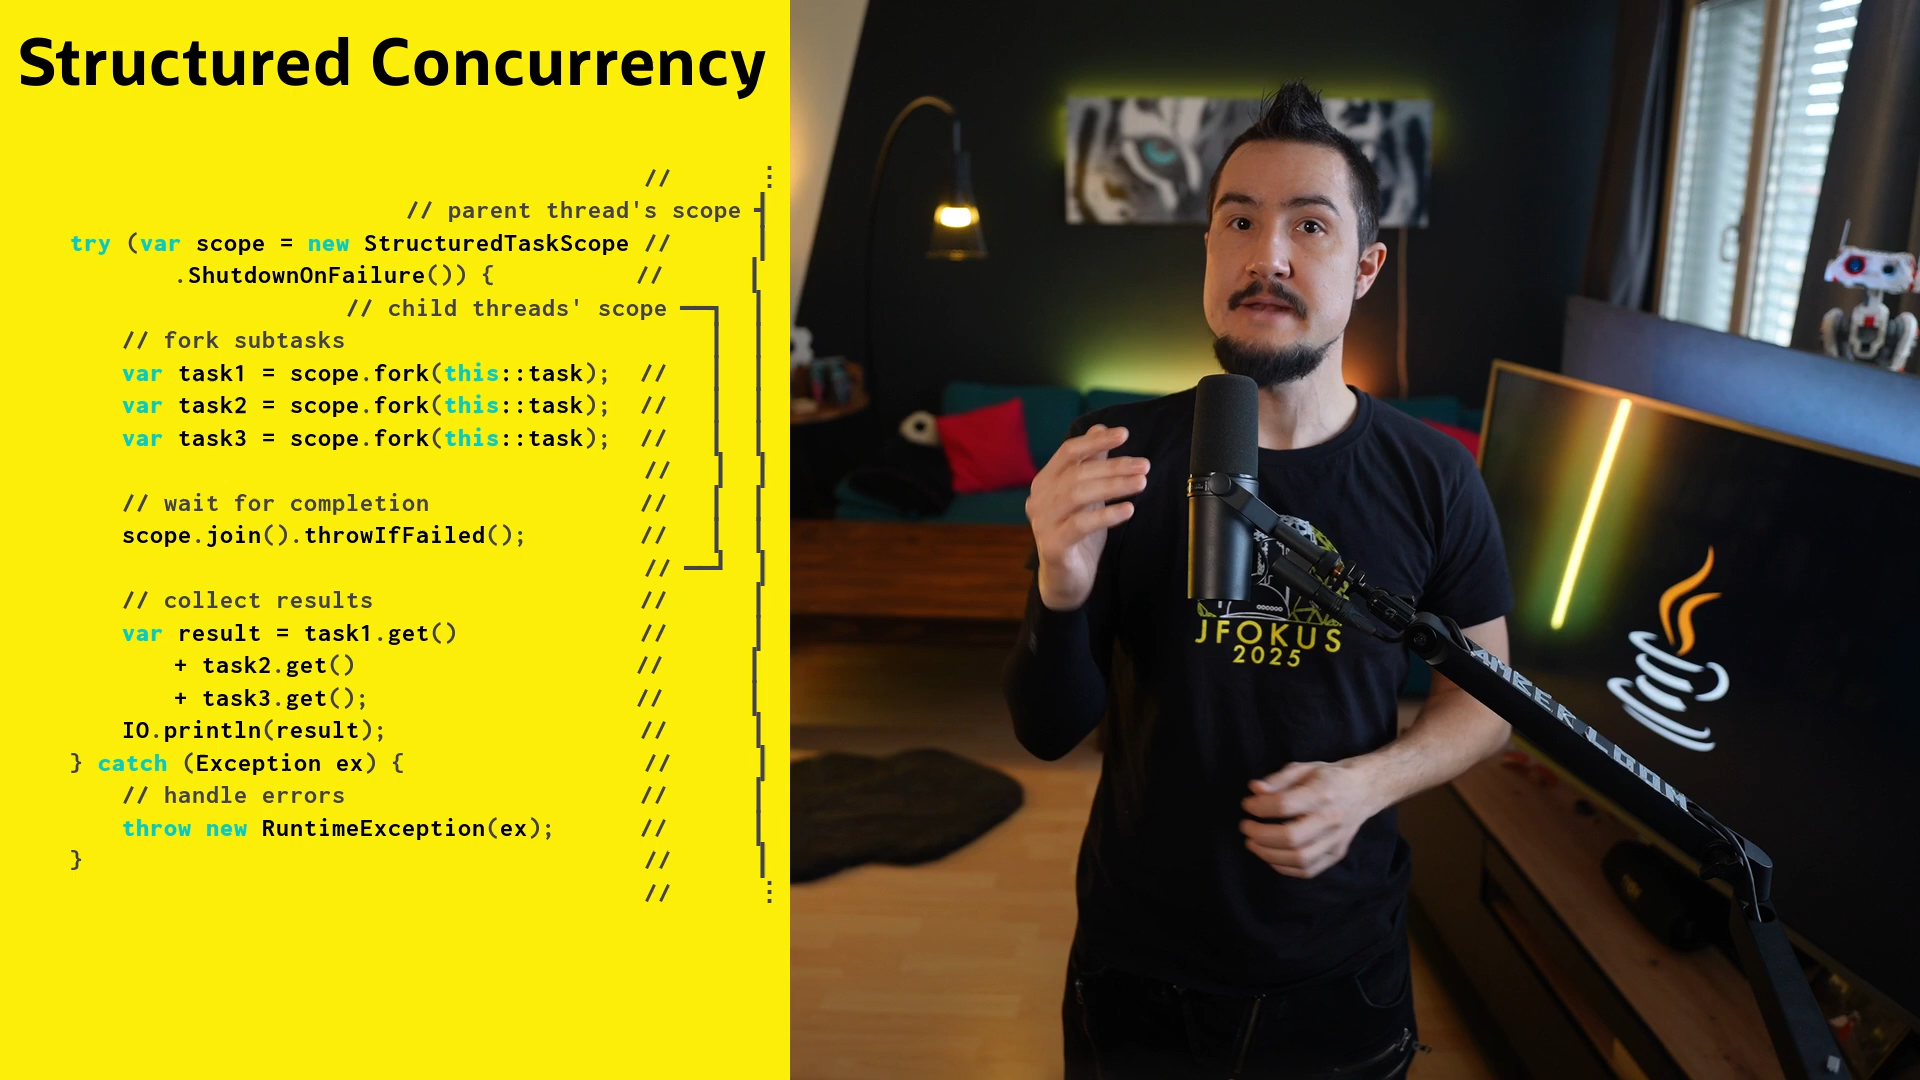 Structured Concurrency
//
// parent thread's scope
try (var scope = new StructuredTaskScope //
.ShutdownOnFailure()) { //
// child threads' scope
// fork subtasks
var task1 = scope.fork(this::task); //
var task2 = scope.fork(this::task); //
var task3 = scope.fork(this::task); //
//
// wait for completion //
scope.join().throwIfFailed(); //
//
// collect results //
var result = task1.get() //
+ task2.get() //
+ task3.get(); //
IO.println(result); //
} catch (Exception ex) { //
// handle errors //
throw new RuntimeException(ex); //
} //
//
JFOKUS
2025
AMBER LOOM